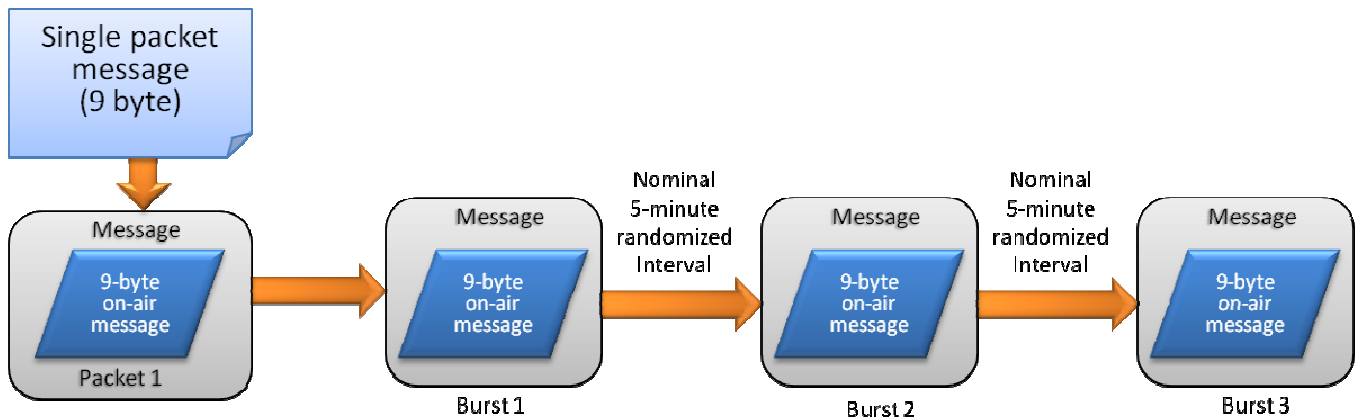 Single packet
message
(9 byte)
Message
9-byte
on-air
message
Packet 1
Message
9-byte
on-air
message
Burst 1
Nominal
5-minute
randomized
Interval
Message
9-byte
on-air
message
Burst 2
Nominal
5-minute
randomized
Interval
Message
9-byte
on-air
message
Burst 3